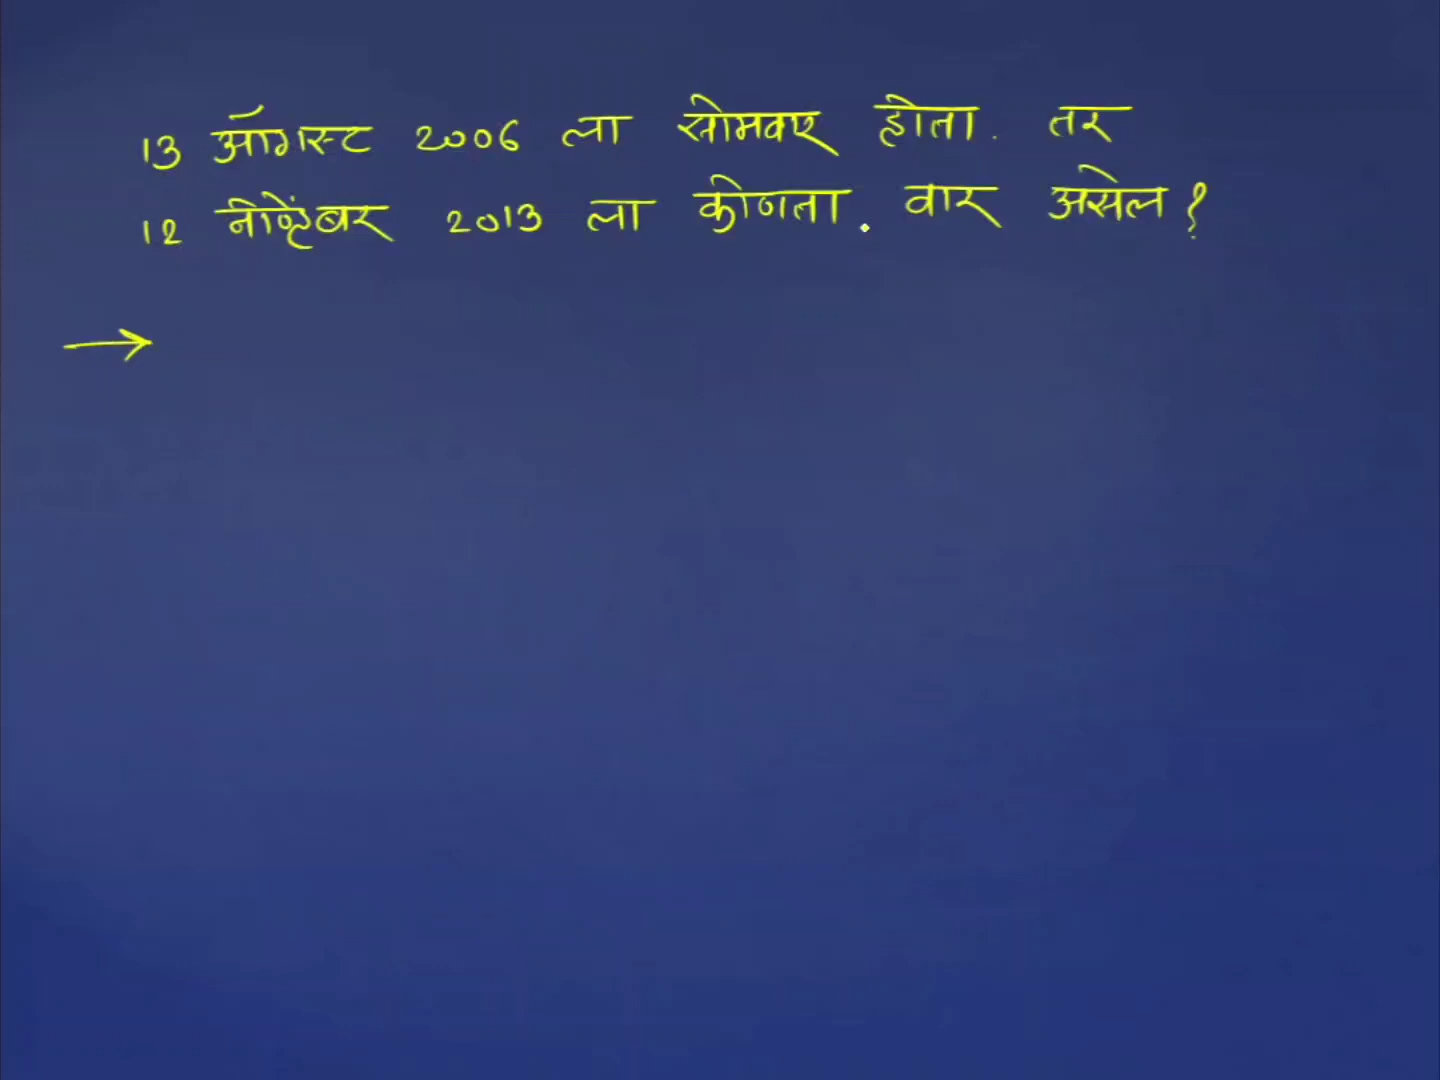 13 ऑगस्ट 2006 ला सोमवार होता. तर
12 नोव्हेंबर 2013 ला कोणता. वार असेल ?